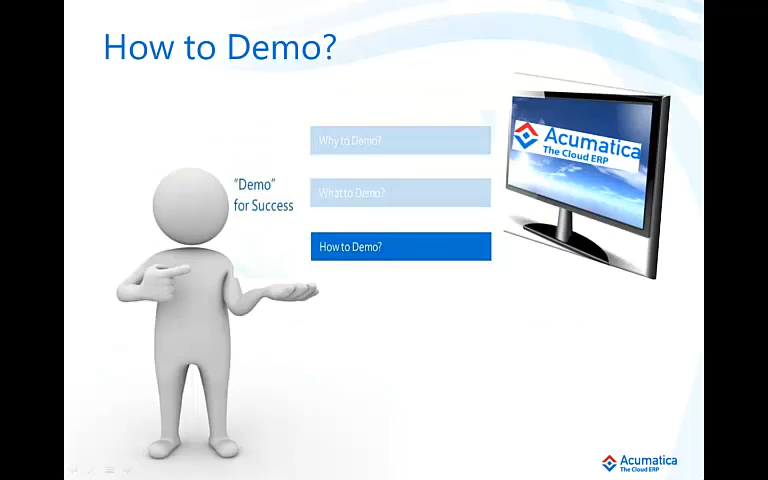 How to Demo?
Why to Demo?
What to Demo?
"Demo"
for Success
How to Demo?
Acumatica
The Cloud ERP
Acumatica
The Cloud ERP